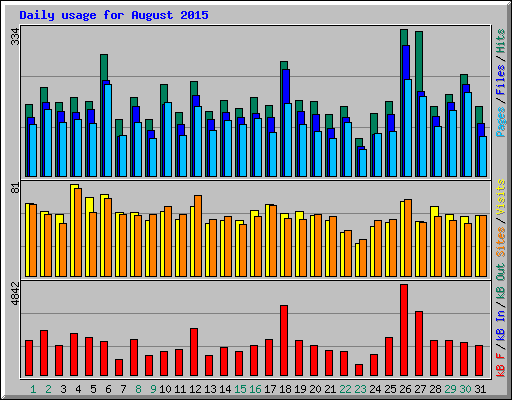 Daily usage for August 2015
334
Pages / Files / Hits
81
Sites / Visits
4842
kB F / kB In / kB Out
1 2 3 4 5 6 7 8 9 10 11 12 13 14 15 16 17 18 19 20 21 22 23 24 25 26 27 28 29 30 31